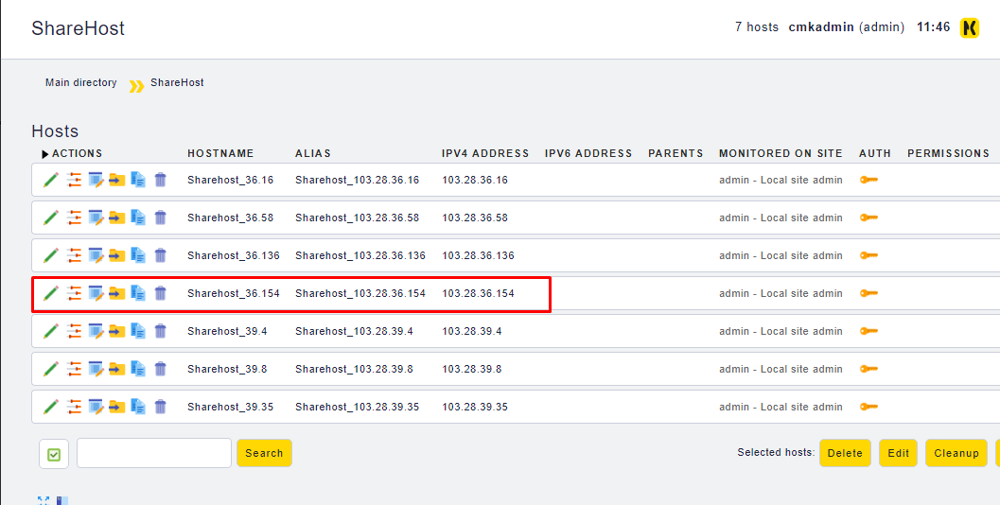 ShareHost
7 hosts cmkadmin (admin) 11:46
Main directory ShareHost
Hosts
ACTIONS HOSTNAME ALIAS IPV4 ADDRESS IPV6 ADDRESS PARENTS MONITORED ON SITE AUTH PERMISSIONS
Sharehost_36.16 Sharehost_103.28.36.16 103.28.36.16 admin - Local site admin
Sharehost_36.58 Sharehost_103.28.36.58 103.28.36.58 admin - Local site admin
Sharehost_36.136 Sharehost_103.28.36.136 103.28.36.136 admin - Local site admin
Sharehost_36.154 Sharehost_103.28.36.154 103.28.36.154 admin - Local site admin
Sharehost_39.4 Sharehost_103.28.39.4 103.28.39.4 admin - Local site admin
Sharehost_39.8 Sharehost_103.28.39.8 103.28.39.8 admin - Local site admin
Sharehost_39.35 Sharehost_103.28.39.35 103.28.39.35 admin - Local site admin
Search Selected hosts: Delete Edit Cleanup